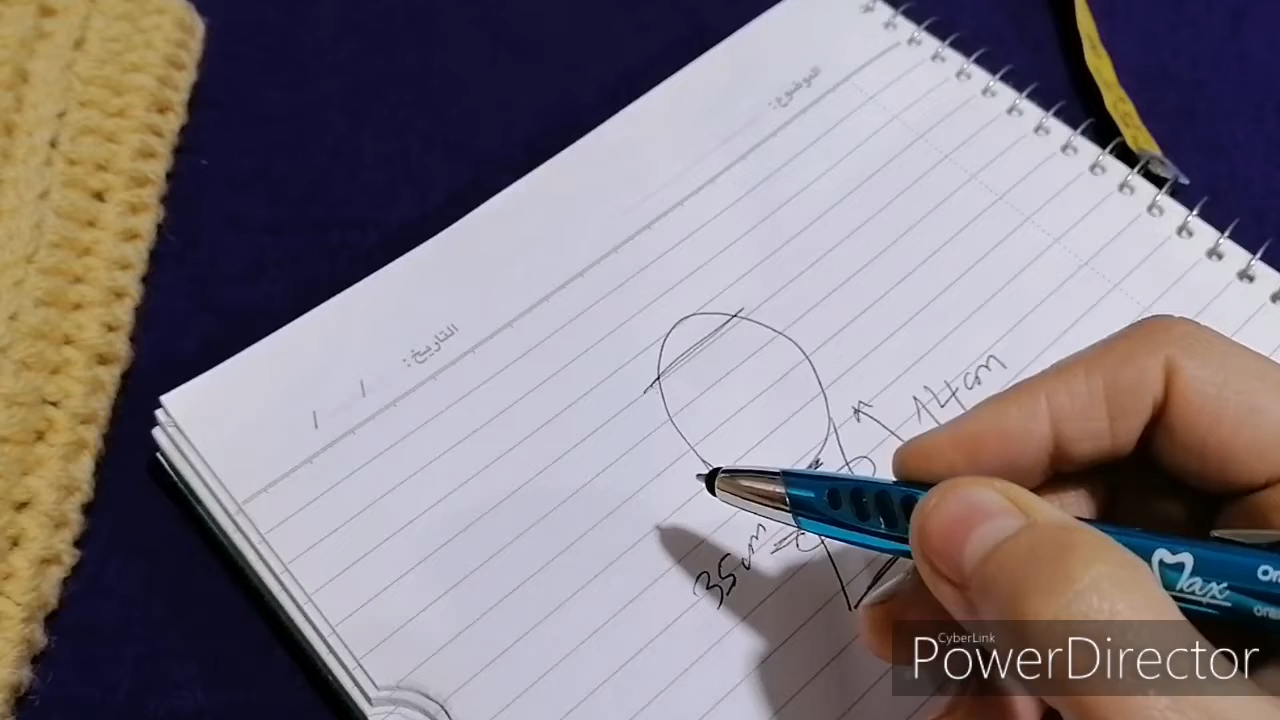 الموضوع:
التاريخ: / /
14cm
35cm
Max
CyberLink
PowerDirector